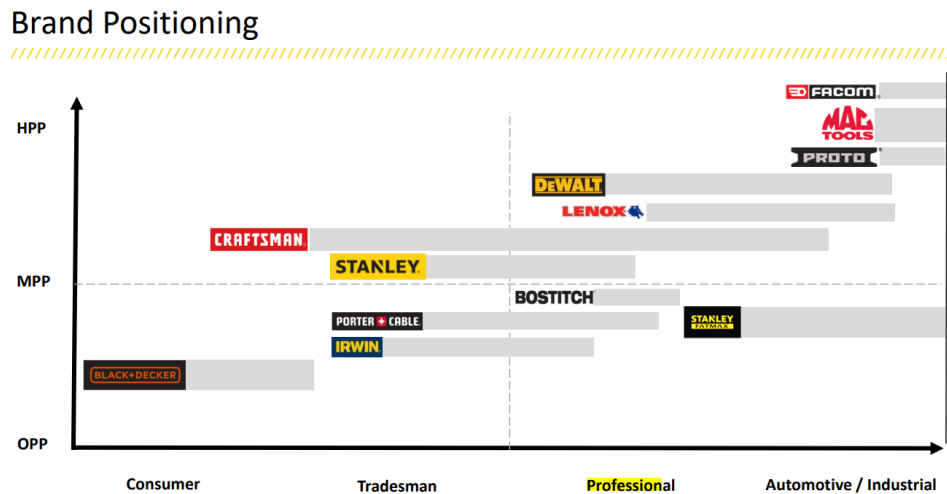 Brand Positioning
FACOM
HPP
MAC
TOOLS
PROTO
DEWALT
LENOX
CRAFTSMAN
STANLEY
MPP
BOSTITCH
PORTER CABLE
STANLEY
FATMAX
IRWIN
BLACK+DECKER
OPP
Consumer
Tradesman
Professional
Automotive / Industrial